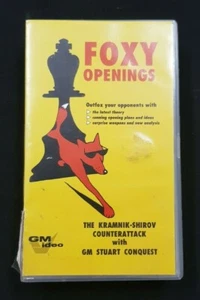 FOXY
OPENINGS
Outfox your opponents with
the latest theory
cunning opening plans and ideas
surprise weapons and new analysis
THE KRAMNIK-SHIROV
COUNTERATTACK
with
GM STUART CONQUEST
GM
Video